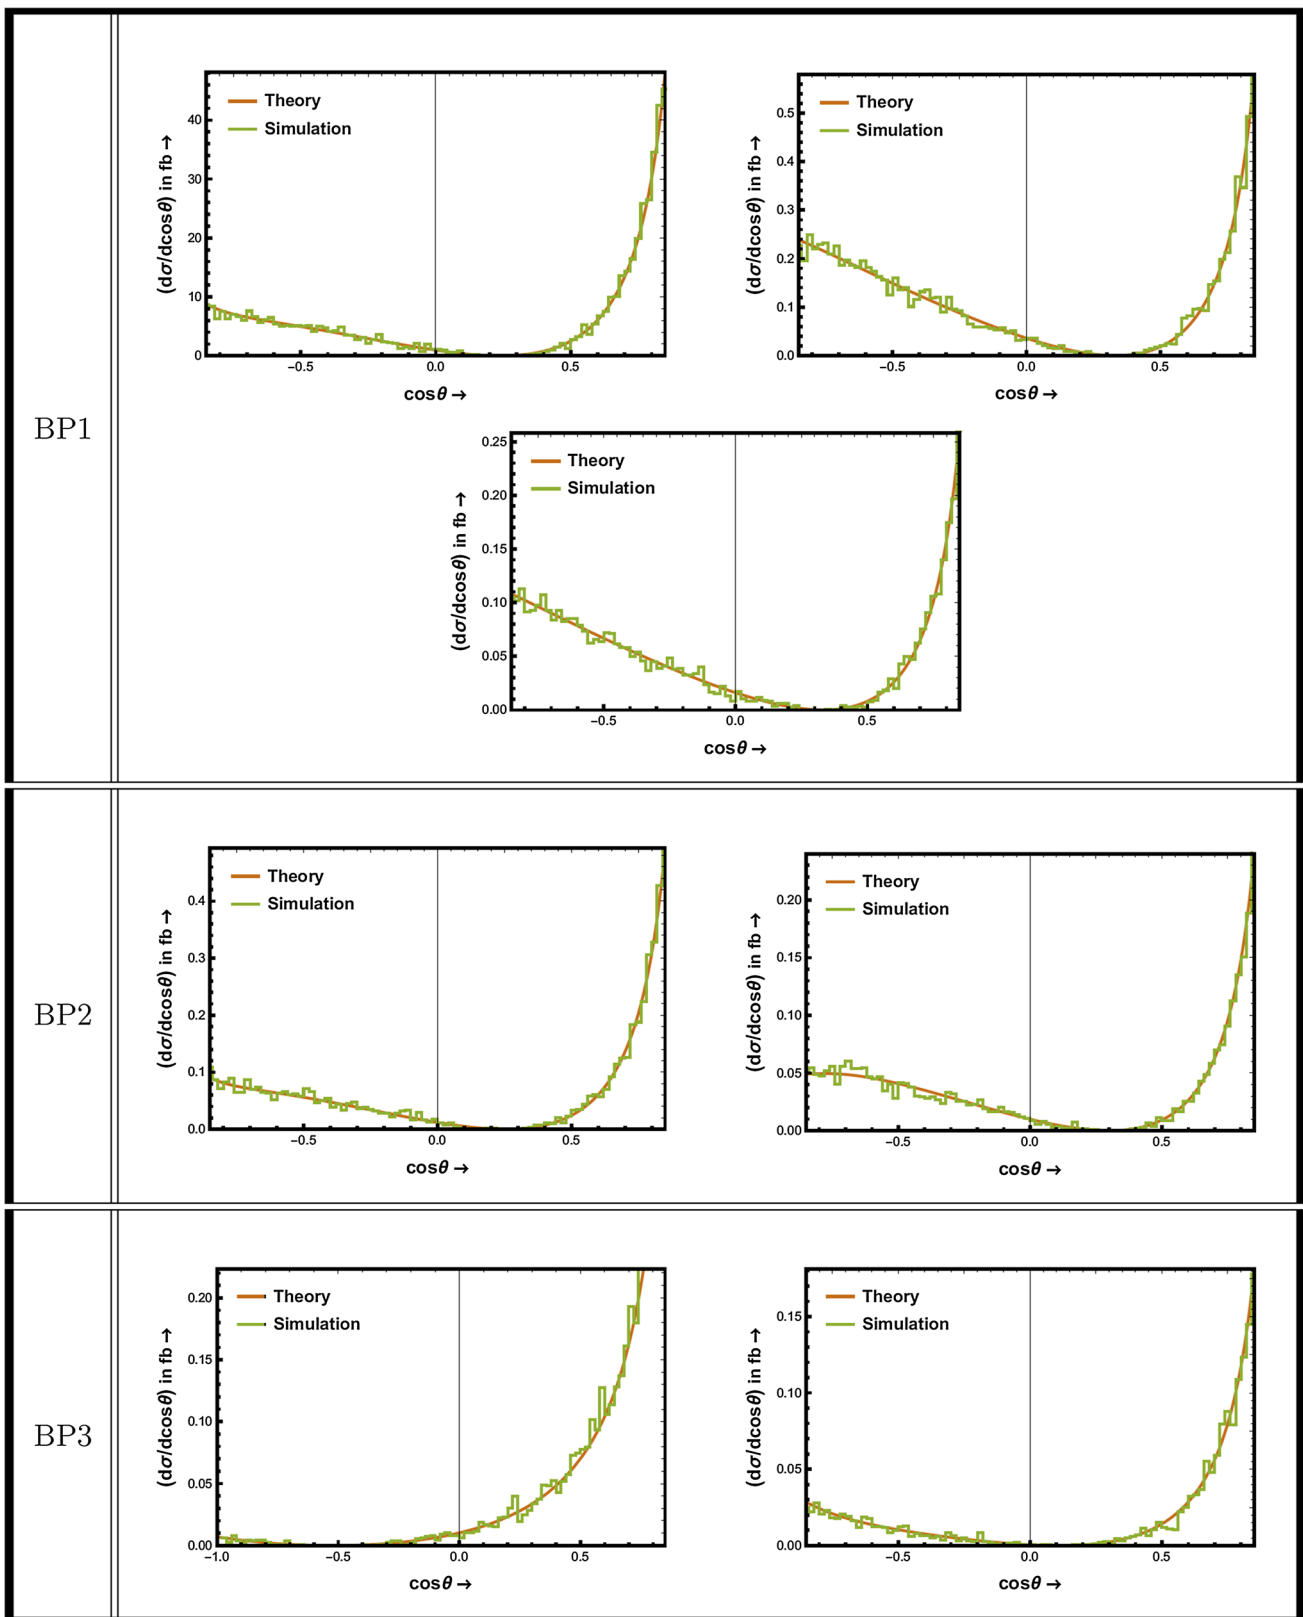 BP1
Theory
Simulation
(dσ/dcosθ) in fb →
40
30
20
10
0
−0.5 0.0 0.5
cosθ →
Theory
Simulation
(dσ/dcosθ) in fb →
0.5
0.4
0.3
0.2
0.1
0.0
−0.5 0.0 0.5
cosθ →
Theory
Simulation
(dσ/dcosθ) in fb →
0.25
0.20
0.15
0.10
0.05
0.00
−0.5 0.0 0.5
cosθ →
BP2
Theory
Simulation
(dσ/dcosθ) in fb →
0.4
0.3
0.2
0.1
0.0
−0.5 0.0 0.5
cosθ →
Theory
Simulation
(dσ/dcosθ) in fb →
0.20
0.15
0.10
0.05
0.00
−0.5 0.0 0.5
cosθ →
BP3
Theory
Simulation
(dσ/dcosθ) in fb →
0.20
0.15
0.10
0.05
0.00
−1.0 −0.5 0.0 0.5
cosθ →
Theory
Simulation
(dσ/dcosθ) in fb →
0.15
0.10
0.05
0.00
−0.5 0.0 0.5
cosθ →